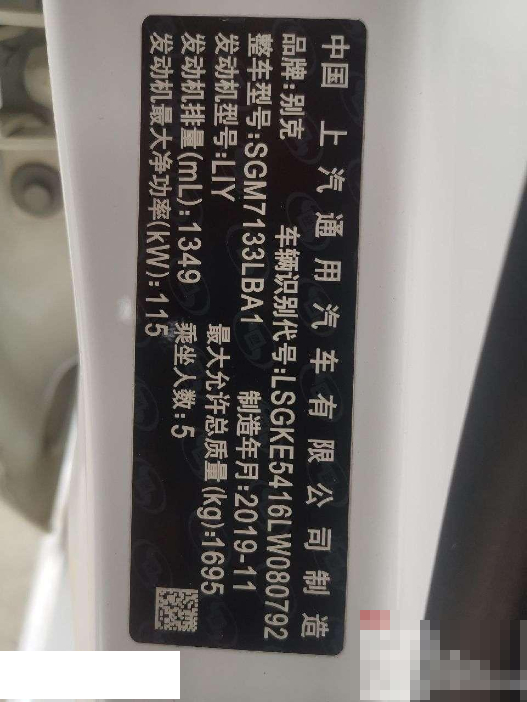 中国 上汽通用汽车有限公司制造
品牌:别克 车辆识别代号:LSGKE5416LW080792
整车型号:SGM7133LBA1 制造年月:2019-11
发动机型号:LIY 最大允许总质量(kg):1695
发动机排量(mL):1349 乘坐人数:5
发动机最大净功率(kW):115